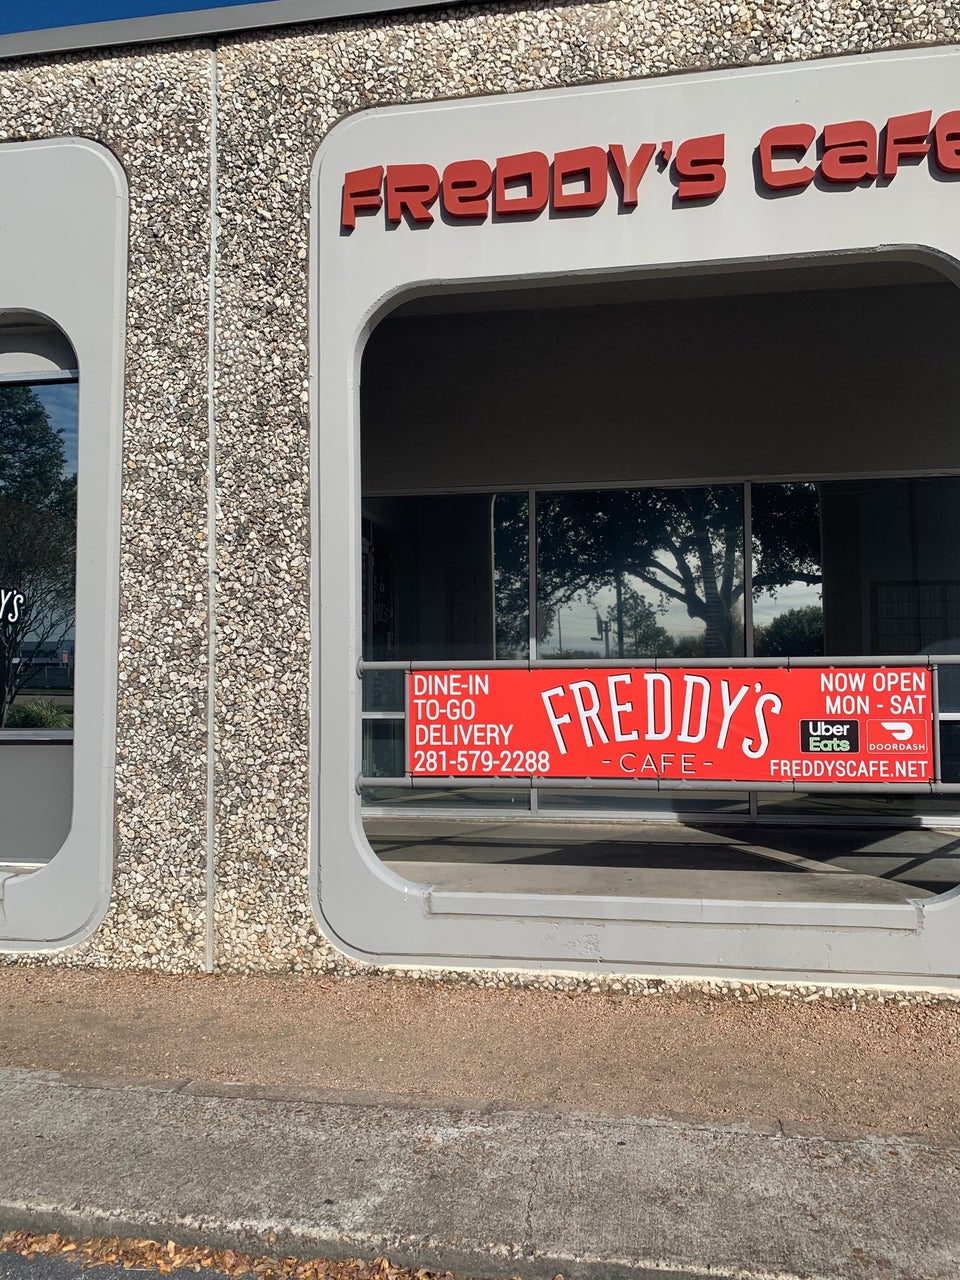 FREDDY'S CAFE
Y'S
DINE-IN
TO-GO
DELIVERY
281-579-2288
FREDDY'S
- CAFE -
NOW OPEN
MON - SAT
Uber
Eats
DOORDASH
FREDDYSCAFE.NET